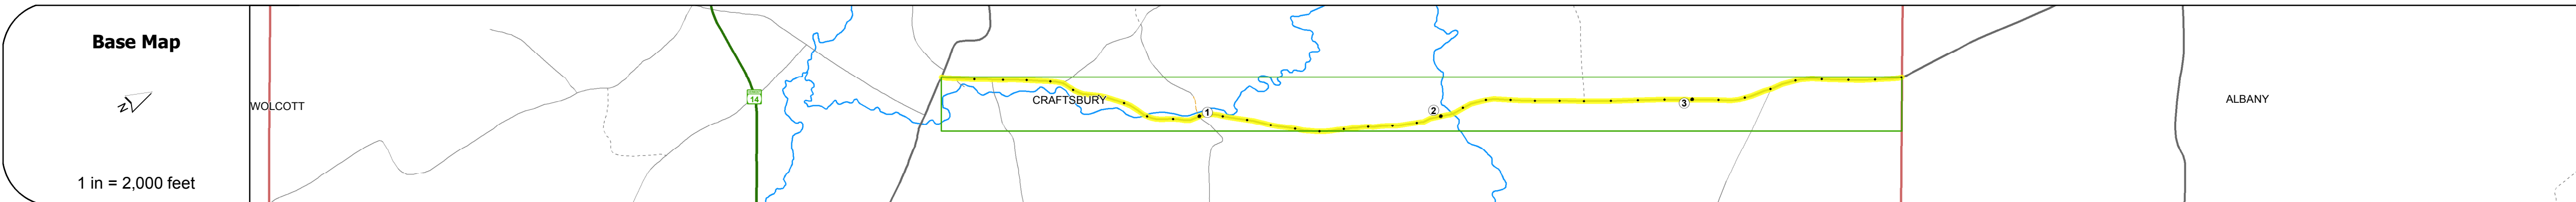 Base Map
N
1 in = 2,000 feet
WOLCOTT
14
CRAFTSBURY
1
2
3
ALBANY